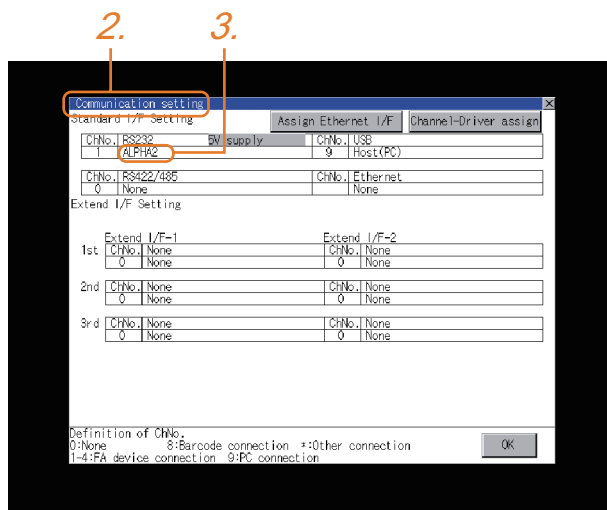 2. 3.
Communication setting ×
Standard I/F Setting Assign Ethernet I/F Channel-Driver assign
ChNo. RS232 5V supply ChNo. USB
1 ALPHA2 9 Host(PC)
ChNo. RS422/485 ChNo. Ethernet
0 None None
Extend I/F Setting
Extend I/F-1 Extend I/F-2
1st ChNo. None ChNo. None
0 None 0 None
2nd ChNo. None ChNo. None
0 None 0 None
3rd ChNo. None ChNo. None
0 None 0 None
Definition of ChNo.
0:None 8:Barcode connection *:Other connection OK
1-4:FA device connection 9:PC connection